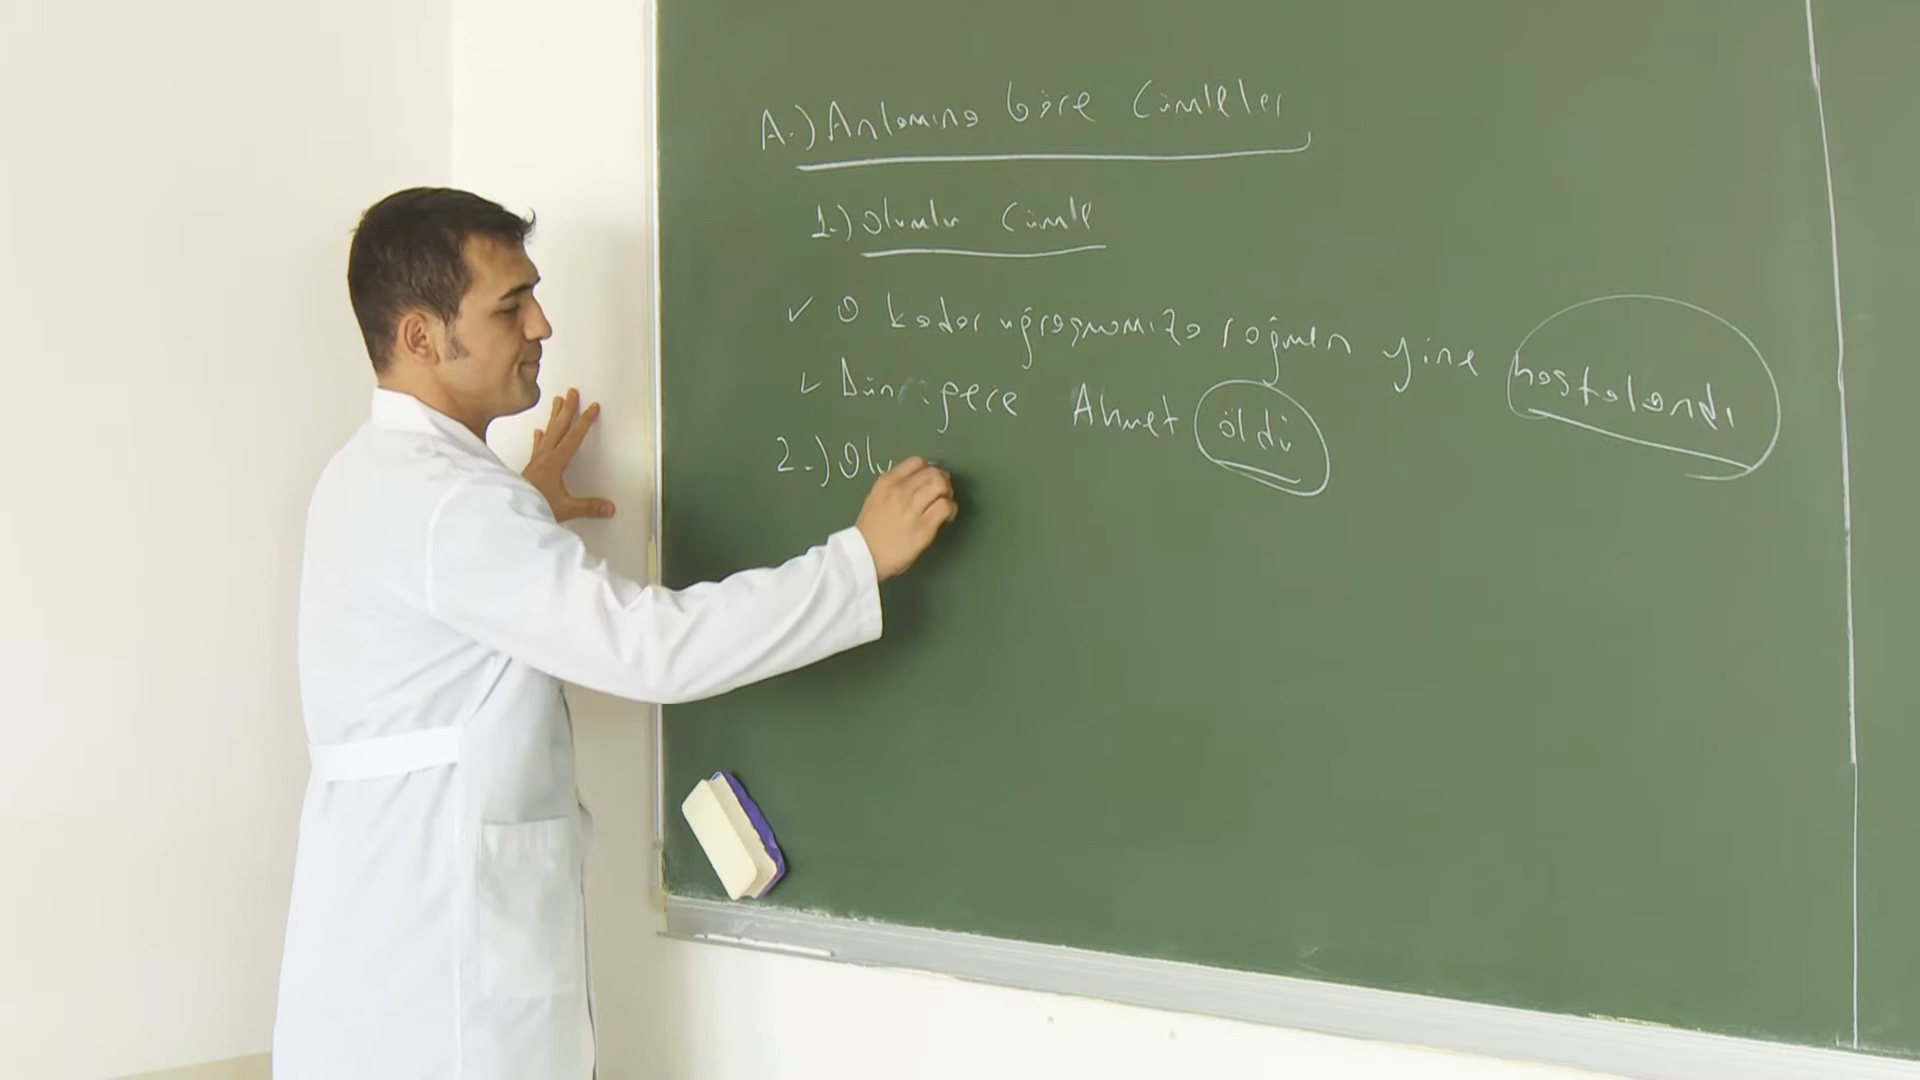 A.) Anlamına Göre Cümleler
1.) Olumlu Cümle
✓ O kadar uğraşmamıza rağmen yine hastalandı
✓ Dün gece Ahmet öldü
2.) Olu